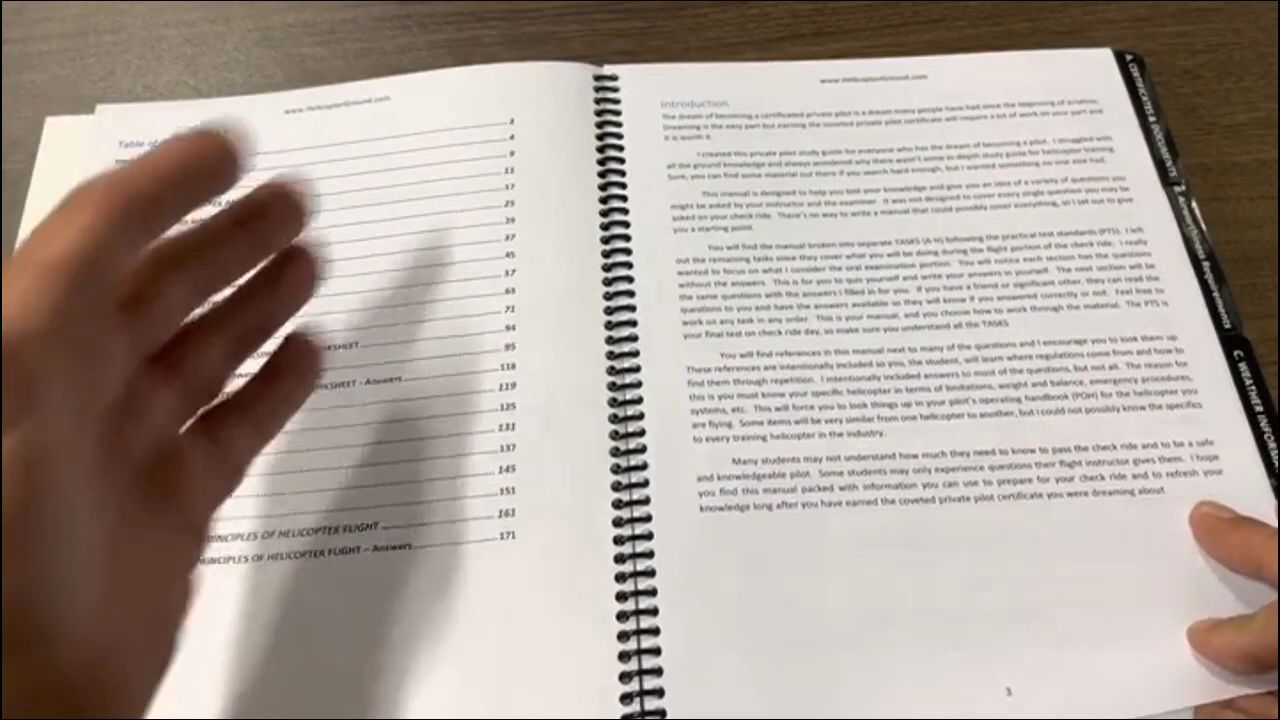 www.HelicopterGround.com
Table of
3
4
9
11
17
25
29
37
45
57
63
71
94
KSHEET
95
118
KSHEET - Answers
119
125
131
137
145
151
161
RINCIPLES OF HELICOPTER FLIGHT
171
PRINCIPLES OF HELICOPTER FLIGHT – Answers
www.HelicopterGround.com
Introduction
The dream of becoming a certificated private pilot is a dream many people have had since the beginning of aviation.
Dreaming is the easy part but earning the coveted private pilot certificate will require a lot of work on your part and
it is worth it.
I created this private pilot study guide for everyone who has the dream of becoming a pilot. I struggled with
all the ground knowledge and always wondered why there wasn't some in-depth study guide for helicopter training.
Sure, you can find some material out there if you search hard enough, but I wanted something no one else had.
This manual is designed to help you test your knowledge and give you an idea of a variety of questions you
might be asked by your instructor and the examiner. It was not designed to cover every single question you may be
asked on your check ride. There's no way to write a manual that could possibly cover everything, so I set out to give
you a starting point.
You will find the manual broken into separate TASKS (A-H) following the practical test standards (PTS). I left
out the remaining tasks since they cover what you will be doing during the flight portion of the check ride. I really
wanted to focus on what I consider the oral examination portion. You will notice each section has the questions
without the answers. This is for you to quiz yourself and write your answers in yourself. The next section will be
the same questions with the answers I filled in for you. If you have a friend or significant other, they can read the
questions to you and have the answers available so they will know if you answered correctly or not. Feel free to
work on any task in any order. This is your manual, and you choose how to work through the material. The PTS is
your final test on check ride day, so make sure you understand all the TASKS
You will find references in this manual next to many of the questions and I encourage you to look them up.
These references are intentionally included so you, the student, will learn where regulations come from and how to
find them through repetition. I intentionally included answers to most of the questions, but not all. The reason for
this is you must know your specific helicopter in terms of limitations, weight and balance, emergency procedures,
systems, etc. This will force you to look things up in your pilot's operating handbook (POH) for the helicopter you
are flying. Some items will be very similar from one helicopter to another, but I could not possibly know the specifics
to every training helicopter in the industry.
Many students may not understand how much they need to know to pass the check ride and to be a safe
and knowledgeable pilot. Some students may only experience questions their flight instructor gives them. I hope
you find this manual packed with information you can use to prepare for your check ride and to refresh your
knowledge long after you have earned the coveted private pilot certificate you were dreaming about.
3
A. CERTIFICATES & DOCUMENTS
Airworthiness Requirements
C. WEATHER INFORMA